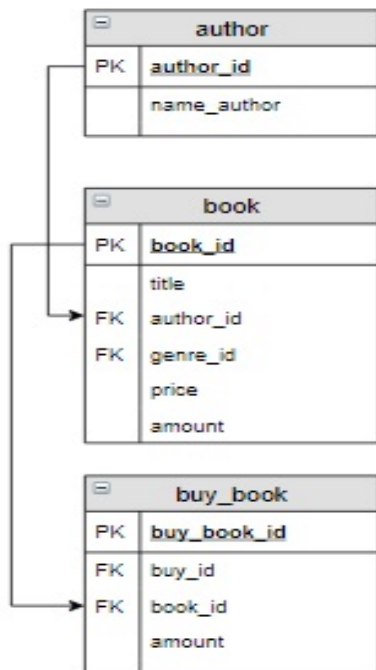 author
PK author_id
name_author
book
PK book_id
title
FK author_id
FK genre_id
price
amount
buy_book
PK buy_book_id
FK buy_id
FK book_id
amount